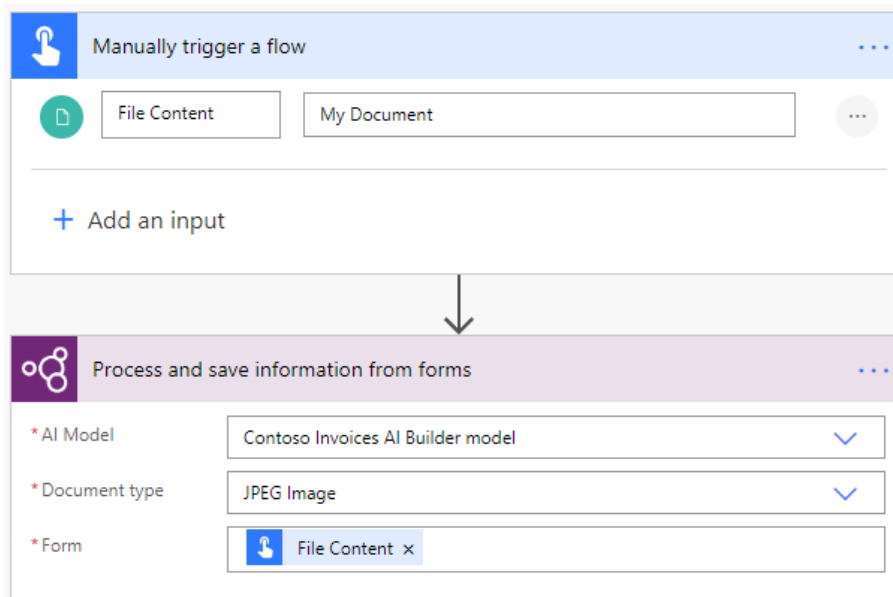 Manually trigger a flow
...
File Content My Document ...
+ Add an input
Process and save information from forms
...
* AI Model Contoso Invoices AI Builder model
* Document type JPEG Image
* Form File Content ×